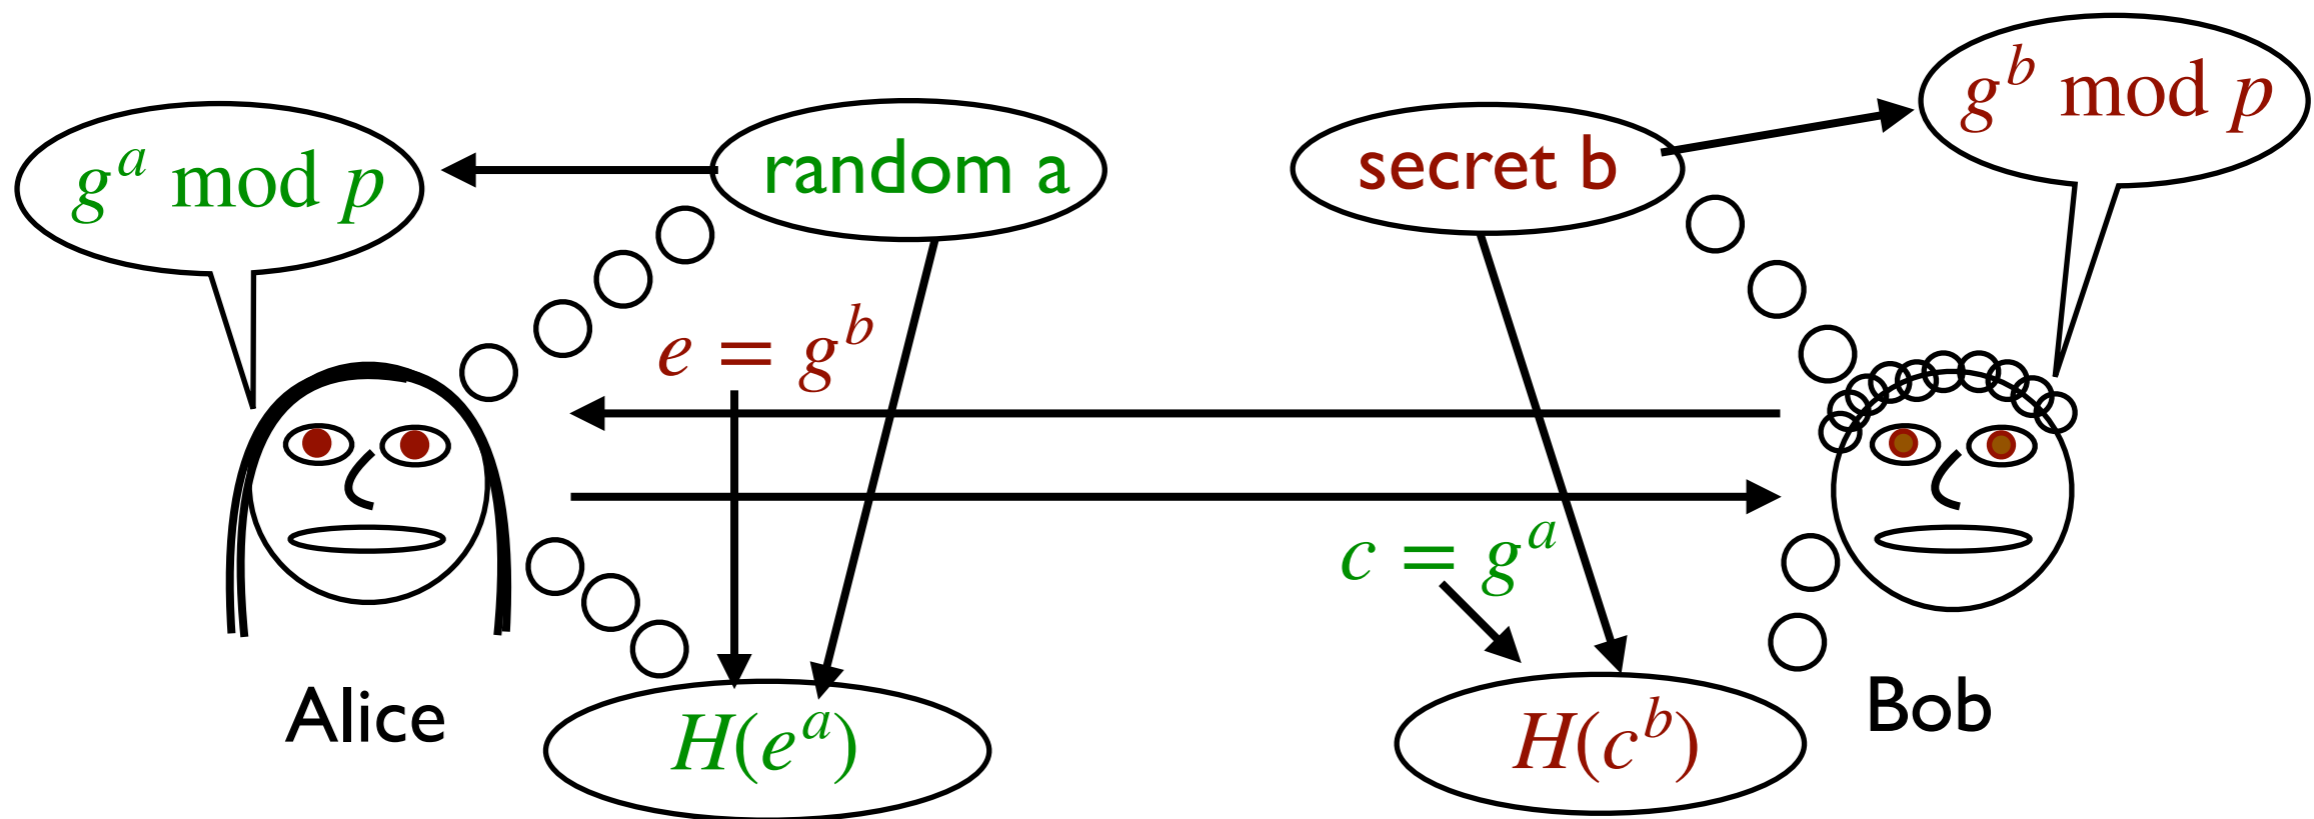 g^b mod p
g^a mod p
random a
secret b
e = g^b
c = g^a
Alice
Bob
H(e^a)
H(c^b)